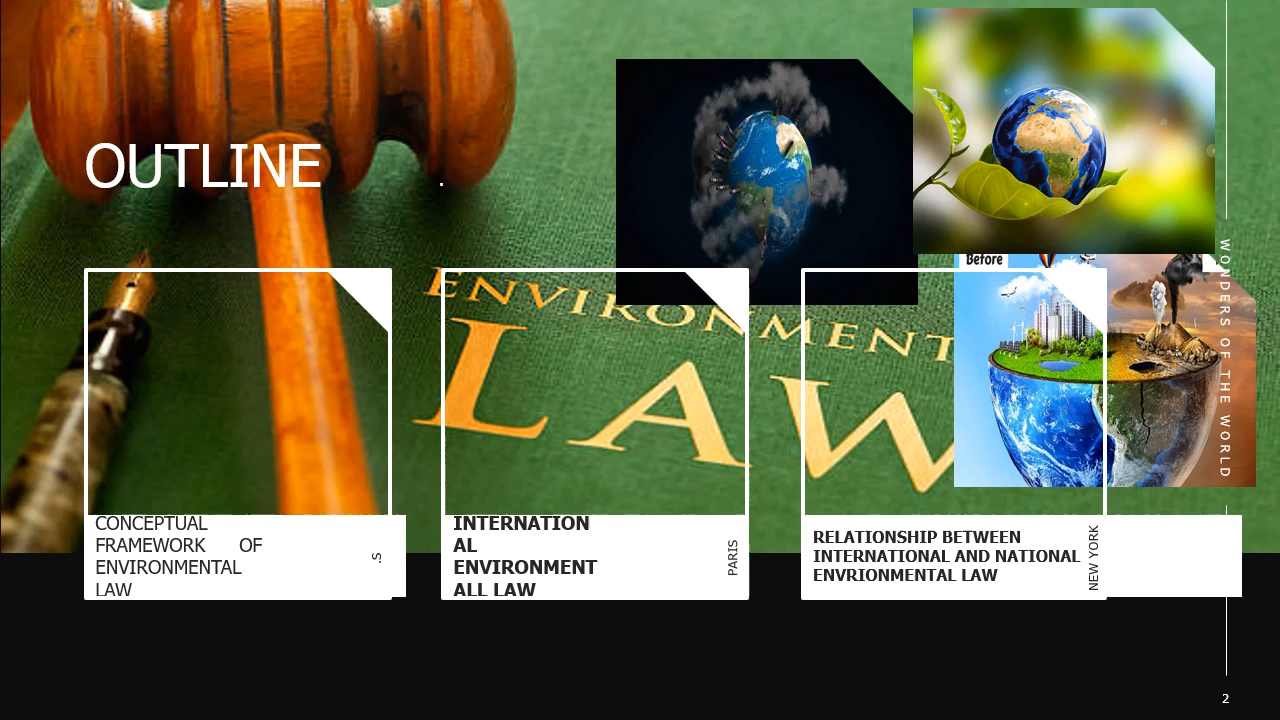 OUTLINE
.
Before
WONDERS OF THE WORLD
ENVIRONMENT
LAW
CONCEPTUAL
FRAMEWORK OF
ENVIRONMENTAL
LAW
.S
INTERNATION
AL
ENVIRONMENT
ALL LAW
PARIS
RELATIONSHIP BETWEEN
INTERNATIONAL AND NATIONAL
ENVRIONMENTAL LAW
NEW YORK
2